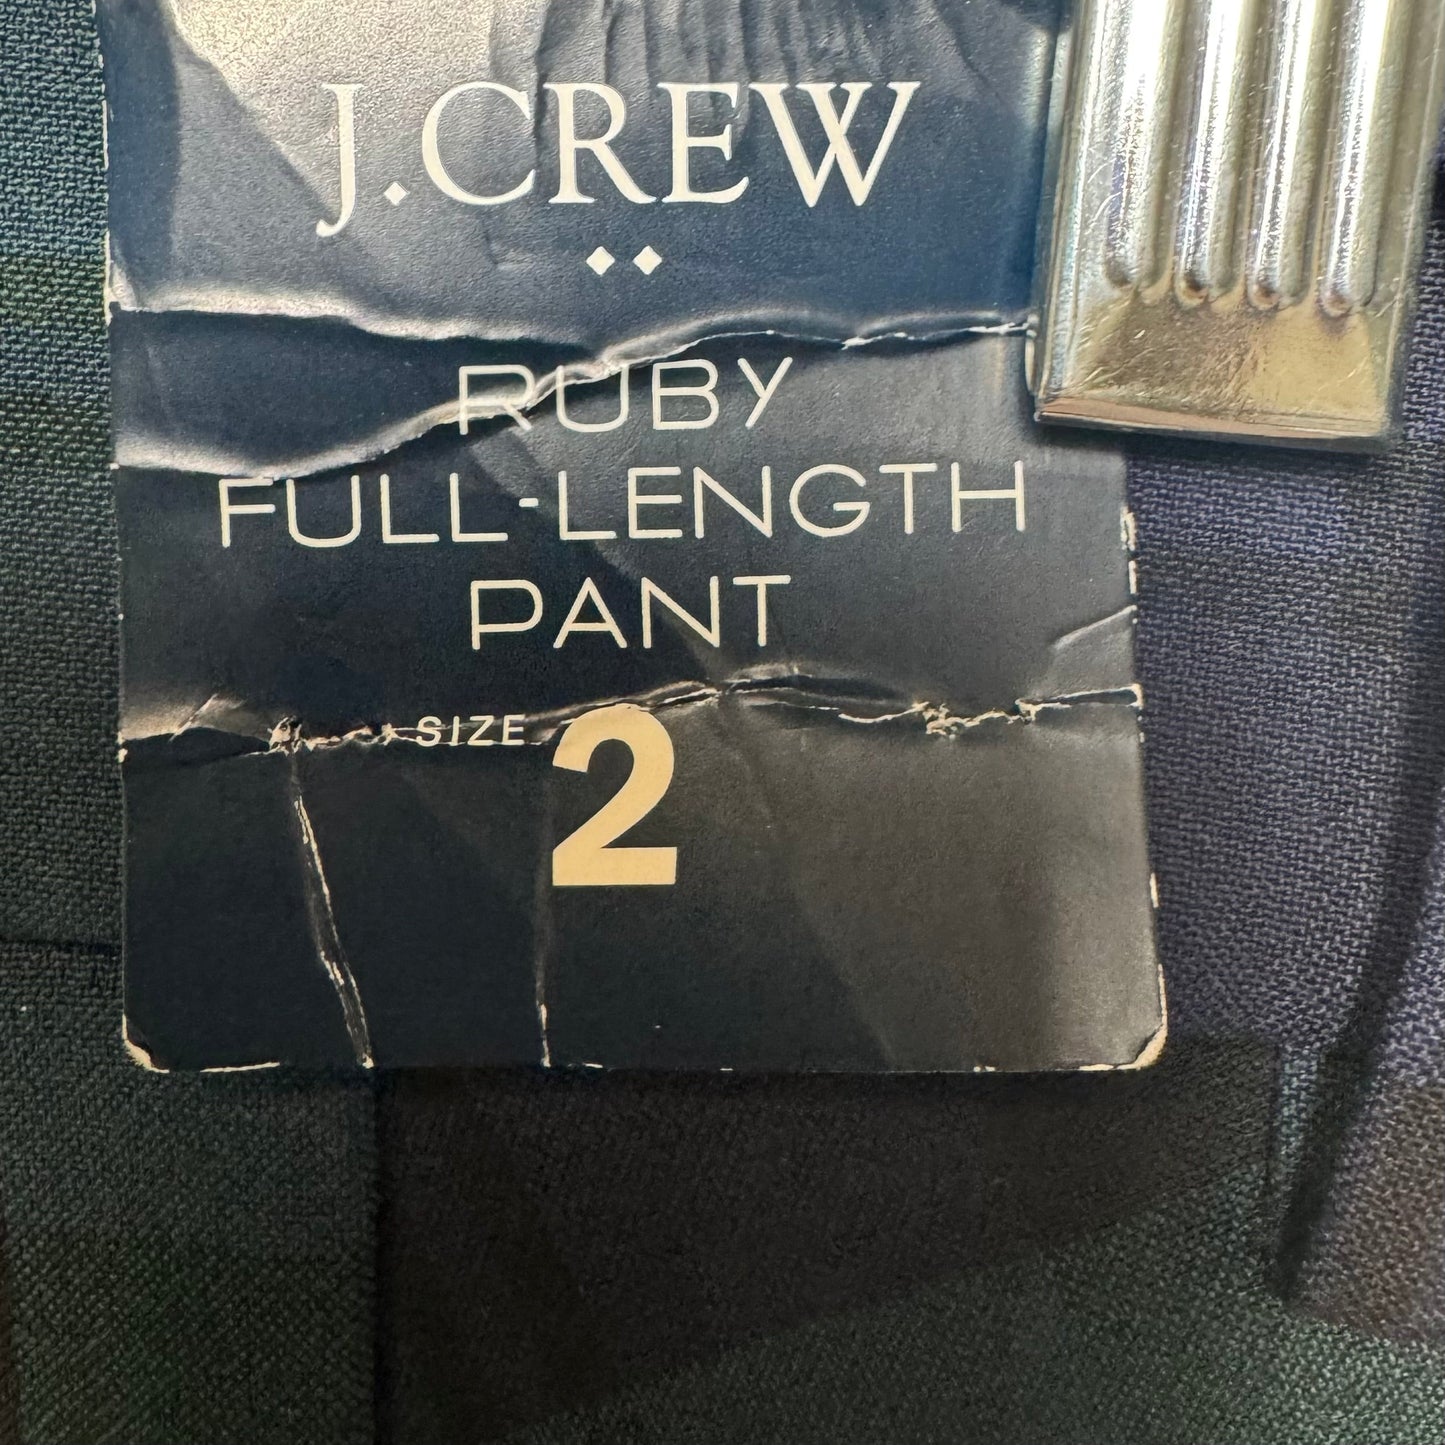 J.CREW
RUBY
FULL-LENGTH
PANT
SIZE 2